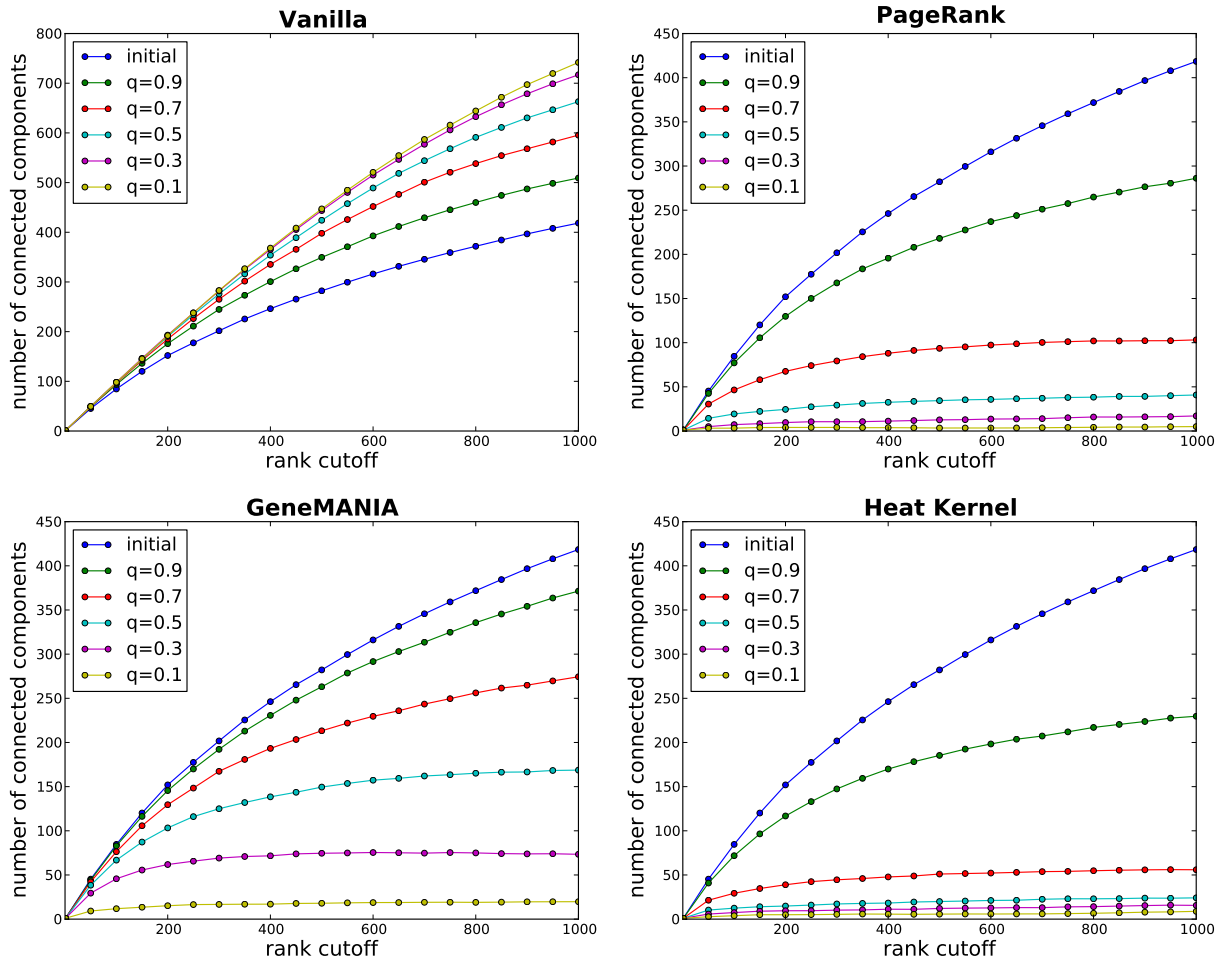 Vanilla
number of connected components
800
700
600
500
400
300
200
100
0
initial
q=0.9
q=0.7
q=0.5
q=0.3
q=0.1
200
400
600
800
1000
rank cutoff
PageRank
number of connected components
450
400
350
300
250
200
150
100
50
0
initial
q=0.9
q=0.7
q=0.5
q=0.3
q=0.1
200
400
600
800
1000
rank cutoff
GeneMANIA
number of connected components
450
400
350
300
250
200
150
100
50
0
initial
q=0.9
q=0.7
q=0.5
q=0.3
q=0.1
200
400
600
800
1000
rank cutoff
Heat Kernel
number of connected components
450
400
350
300
250
200
150
100
50
0
initial
q=0.9
q=0.7
q=0.5
q=0.3
q=0.1
200
400
600
800
1000
rank cutoff